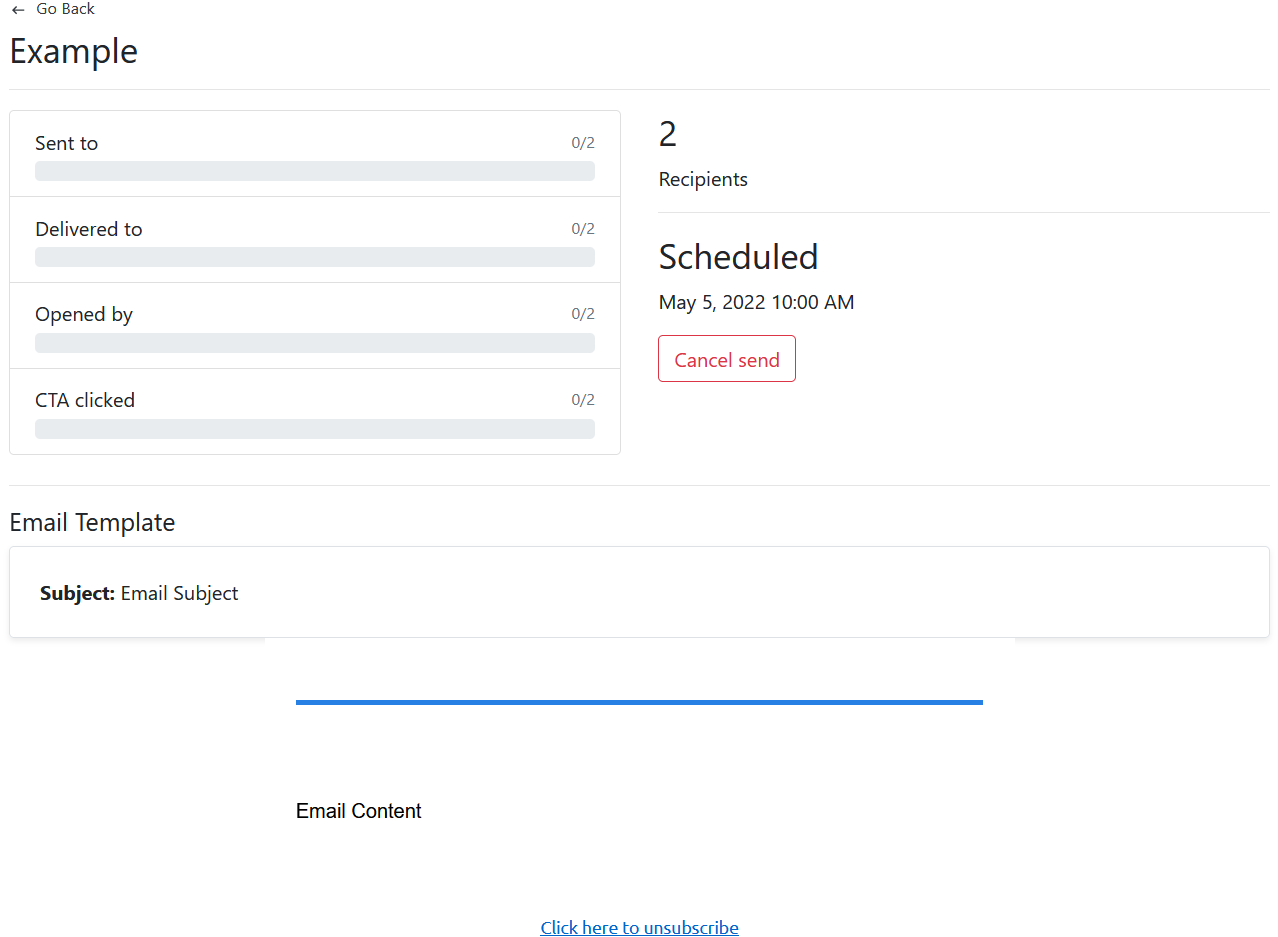 ← Go Back
Example
Sent to 0/2
Delivered to 0/2
Opened by 0/2
CTA clicked 0/2
2
Recipients
Scheduled
May 5, 2022 10:00 AM
Cancel send
Email Template
Subject: Email Subject
Email Content
Click here to unsubscribe